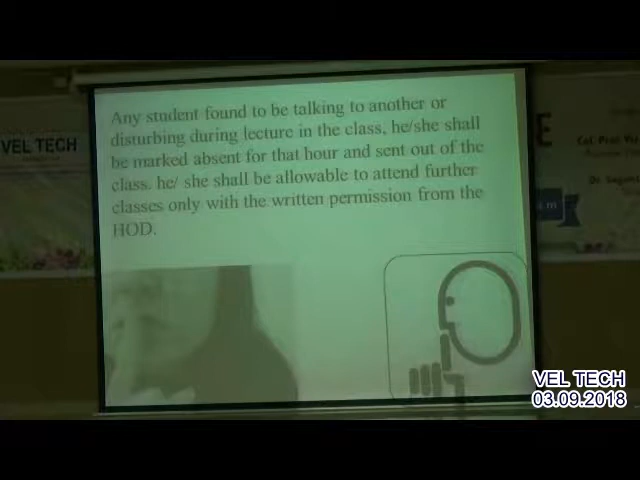 Any student found to be talking to another or
disturbing during lecture in the class, he/she shall
be marked absent for that hour and sent out of the
class. he/ she shall be allowable to attend further
classes only with the written permission from the
HOD.
VEL TECH
E
VEL TECH
03.09.2018